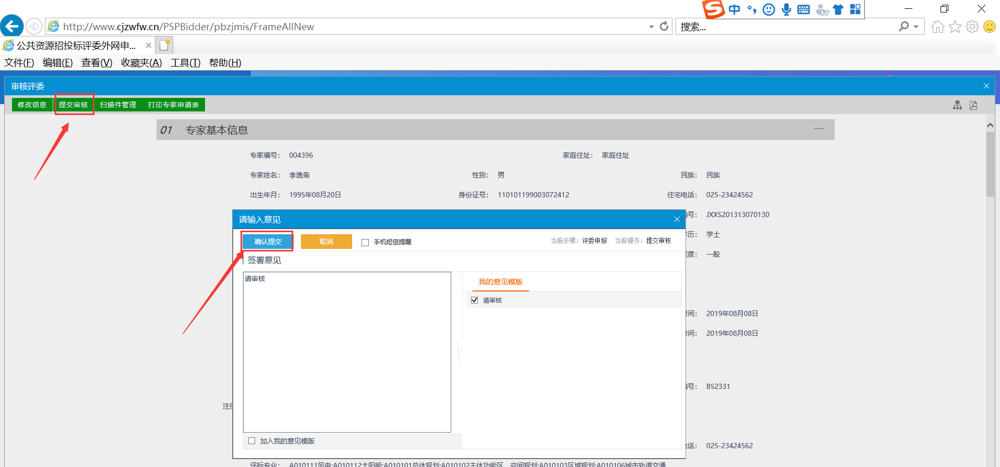 中
http://www.cjzwfw.cn/PSPBidder/pbzjmis/FrameAllNew
搜索...
公共资源招投标评委外网申...
文件(F) 编辑(E) 查看(V) 收藏夹(A) 工具(T) 帮助(H)
审核评委
修改信息 提交审核 扫描件管理 打印专家申请表
01 专家基本信息
专家编号： 004396 家庭住址： 家庭住址
专家姓名： 李逸枭 性别： 男 民族： 民族
出生年月： 1995年08月20日 身份证号： 110101199003072412 住宅电话： 025-23424562
号： JXXS201313070130
请输入意见
历： 学士
确认提交 取消 手机短信提醒 当前步骤：评委申报 当前操作：提交审核
度： 一般
签署意见
请审核
我的意见模版
请审核
间： 2019年08月08日
间： 2019年08月08日
号： BS2331
注册
加入我的意见模版
话： 025-23424562
评标专业： A010111风电;A010112太阳能;A010101总体规划;A010102主体功能区、空间规划;A010103区域规划;A010106城市轨道交通